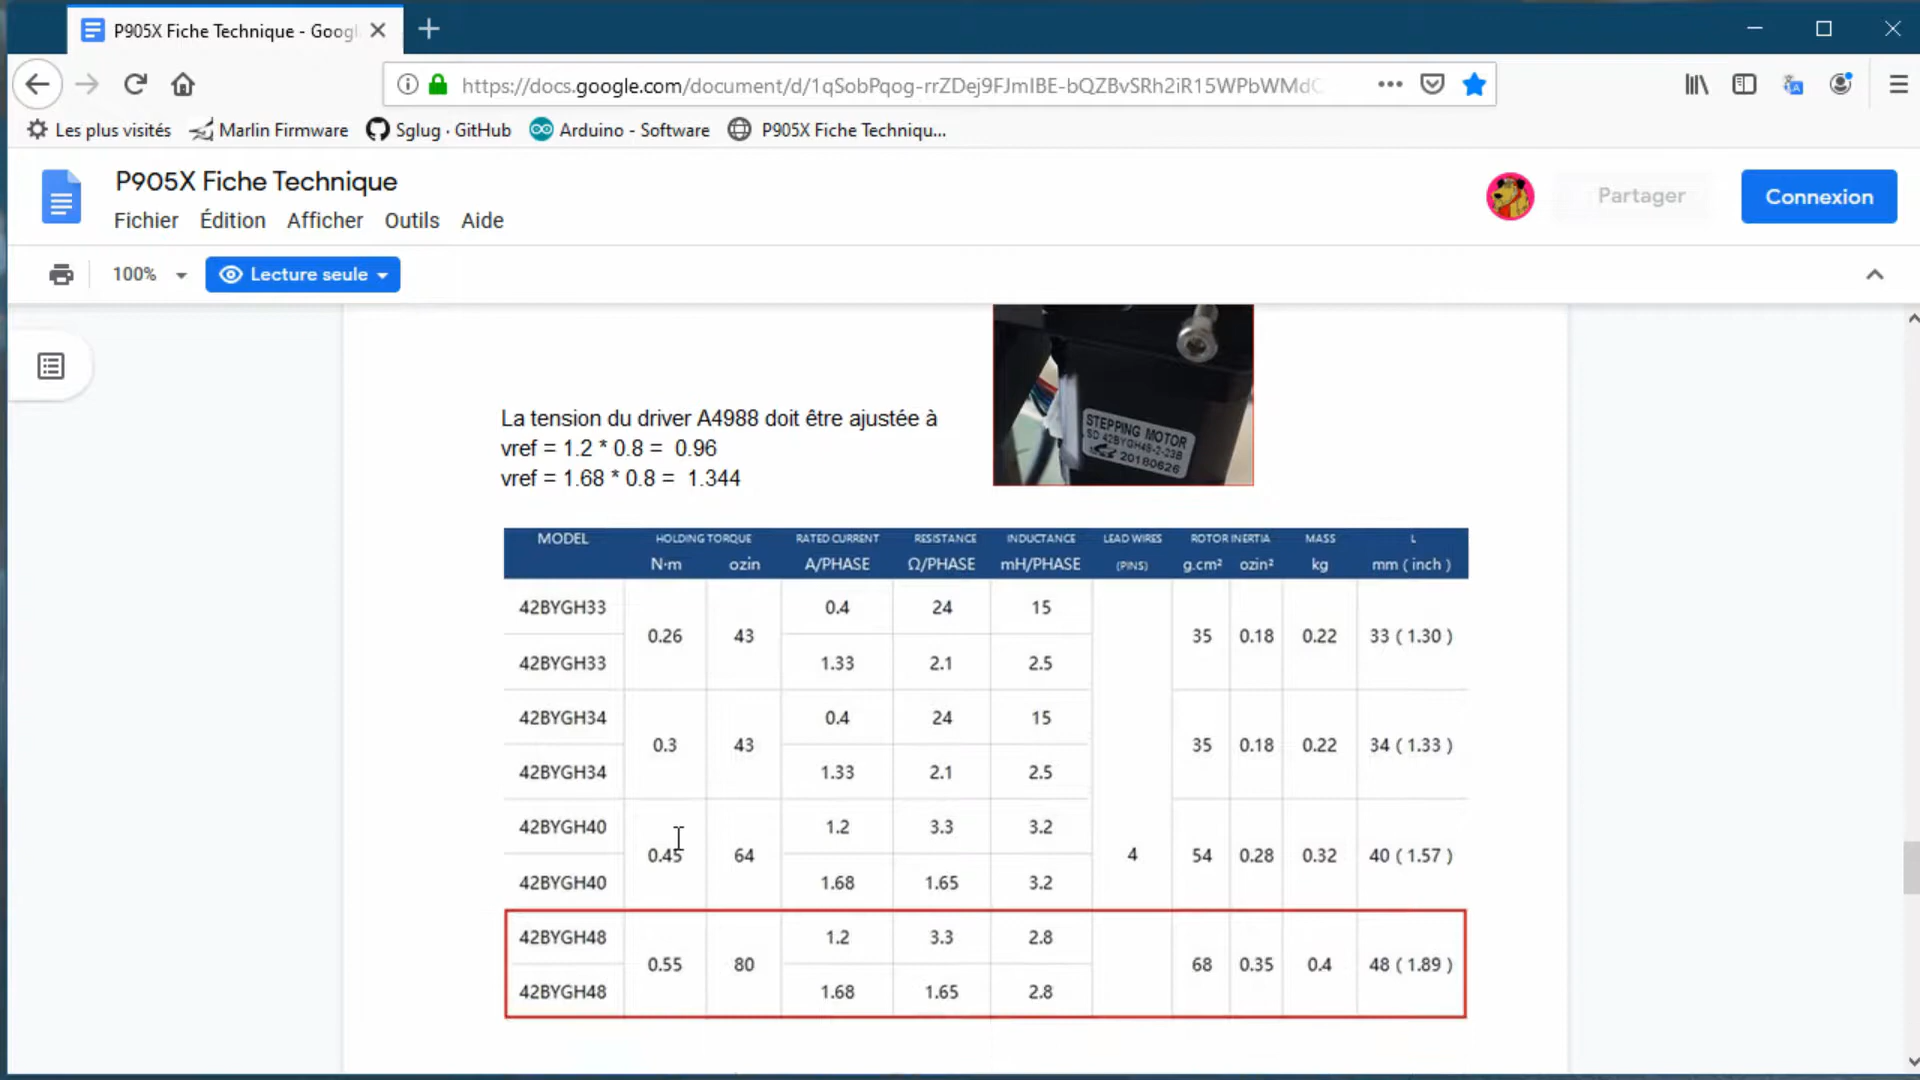 P905X Fiche Technique - Googl
https://docs.google.com/document/d/1qSobPqog-rrZDej9FJmIBE-bQZBvSRh2iR15WPbWMdC
Les plus visités Marlin Firmware Sglug · GitHub Arduino - Software P905X Fiche Techniqu...
P905X Fiche Technique
Partager
Connexion
Fichier Édition Afficher Outils Aide
100% Lecture seule
La tension du driver A4988 doit être ajustée à
vref = 1.2 * 0.8 = 0.96
vref = 1.68 * 0.8 = 1.344
STEPPING MOTOR
SD 42BYGH48-2-23B
20180626
MODEL HOLDING TORQUE RATED CURRENT RESISTANCE INDUCTANCE LEAD WIRES ROTOR INERTIA MASS L
N·m ozin A/PHASE Ω/PHASE mH/PHASE (PINS) g.cm² ozin² kg mm ( inch )
42BYGH33 0.4 24 15
0.26 43 35 0.18 0.22 33 ( 1.30 )
42BYGH33 1.33 2.1 2.5
42BYGH34 0.4 24 15
0.3 43 35 0.18 0.22 34 ( 1.33 )
42BYGH34 1.33 2.1 2.5
42BYGH40 1.2 3.3 3.2
0.45 64 4 54 0.28 0.32 40 ( 1.57 )
42BYGH40 1.68 1.65 3.2
42BYGH48 1.2 3.3 2.8
0.55 80 68 0.35 0.4 48 ( 1.89 )
42BYGH48 1.68 1.65 2.8